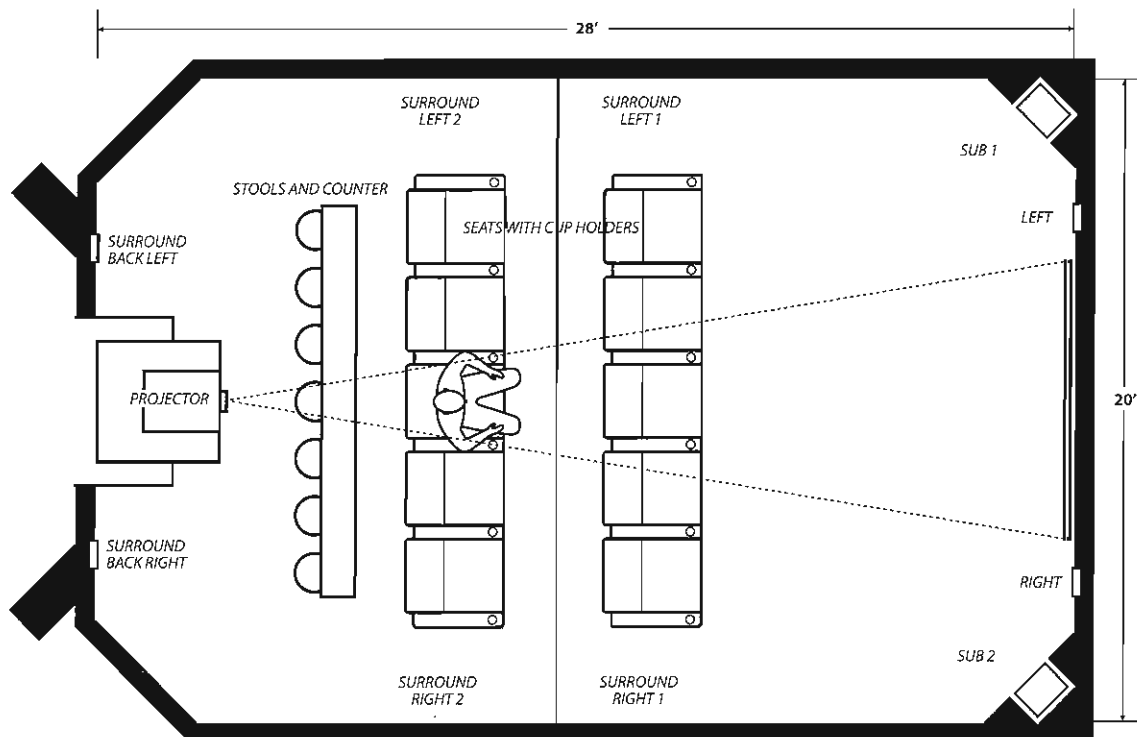 28'
SURROUND
LEFT 2
SURROUND
LEFT 1
SUB 1
STOOLS AND COUNTER
LEFT
SEATS WITH CUP HOLDERS
SURROUND
BACK LEFT
PROJECTOR
20'
SURROUND
BACK RIGHT
RIGHT
SUB 2
SURROUND
RIGHT 2
SURROUND
RIGHT 1